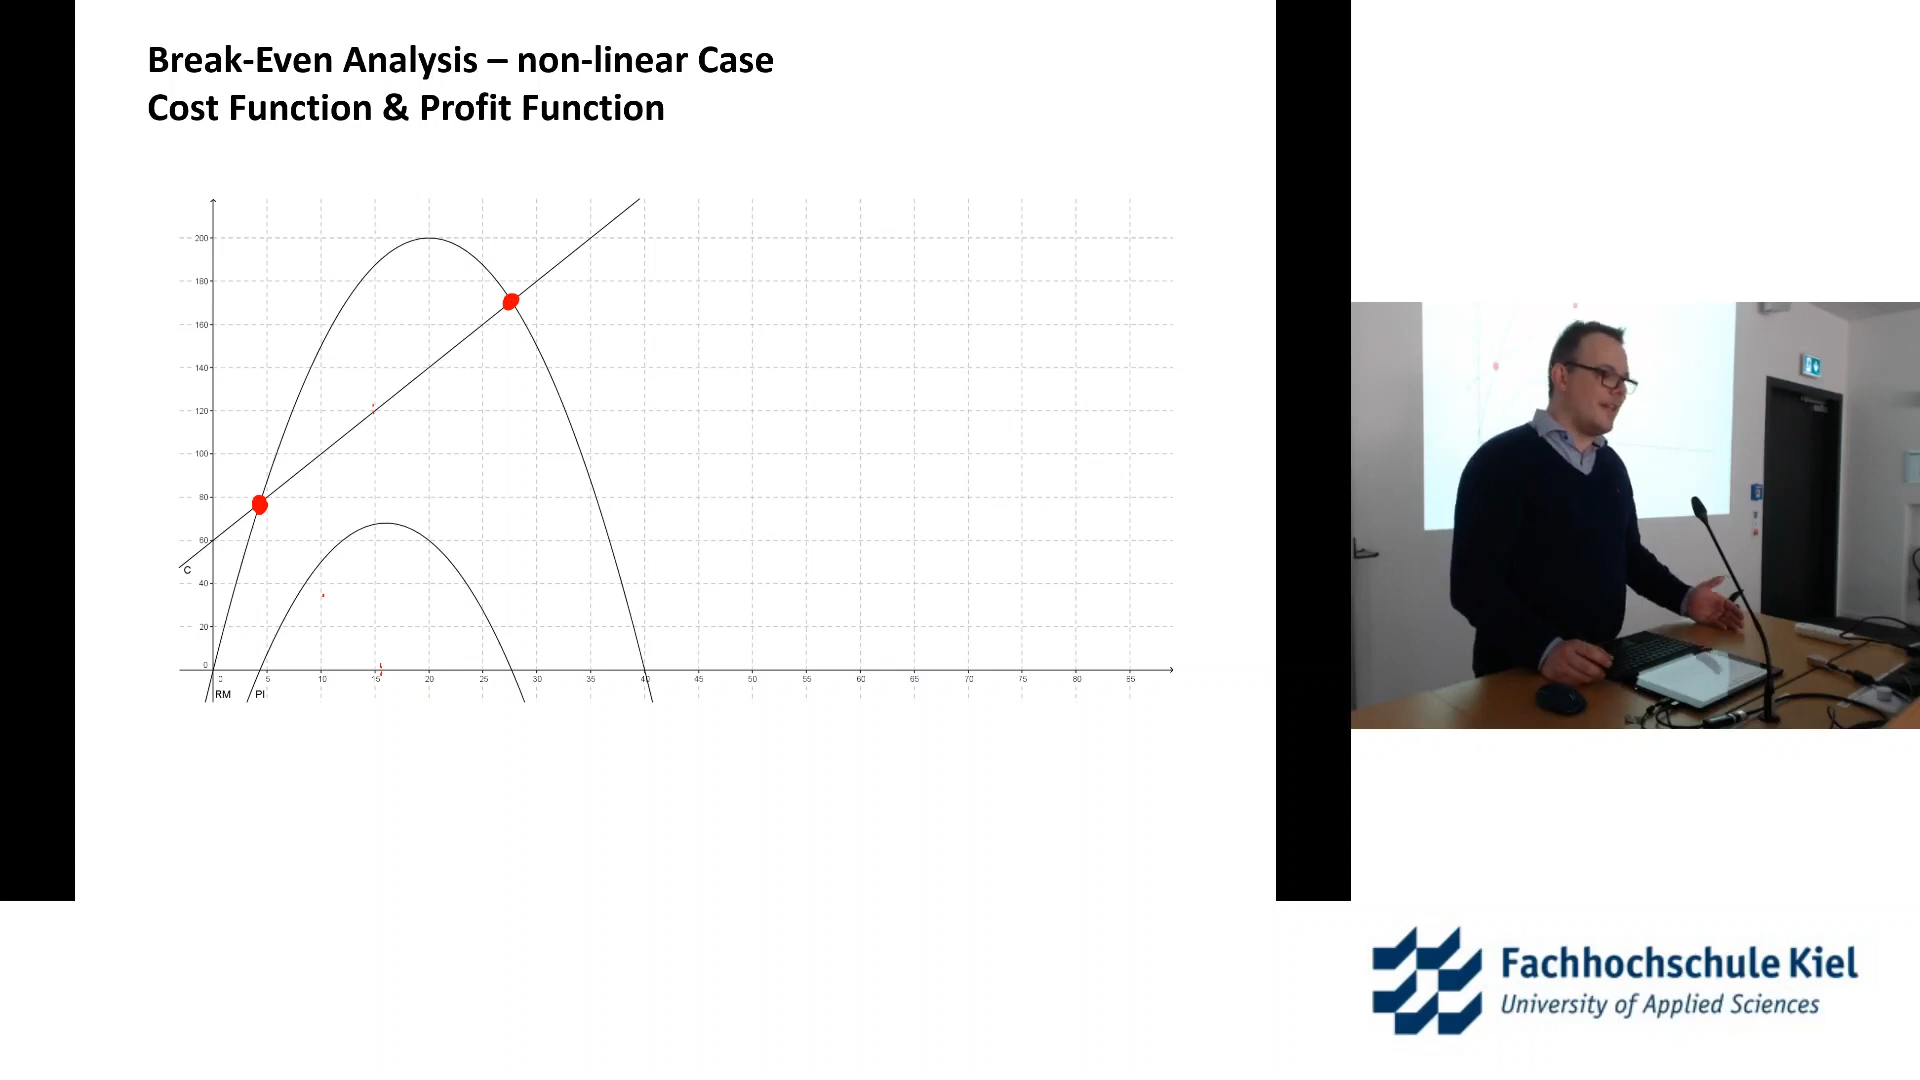 Break-Even Analysis – non-linear Case
Cost Function & Profit Function
200
180
160
140
120
100
80
60
C
40
20
0
0 5 10 15 20 25 30 35 40 45 50 55 60 65 70 75 80 85
RM PI
Fachhochschule Kiel
University of Applied Sciences